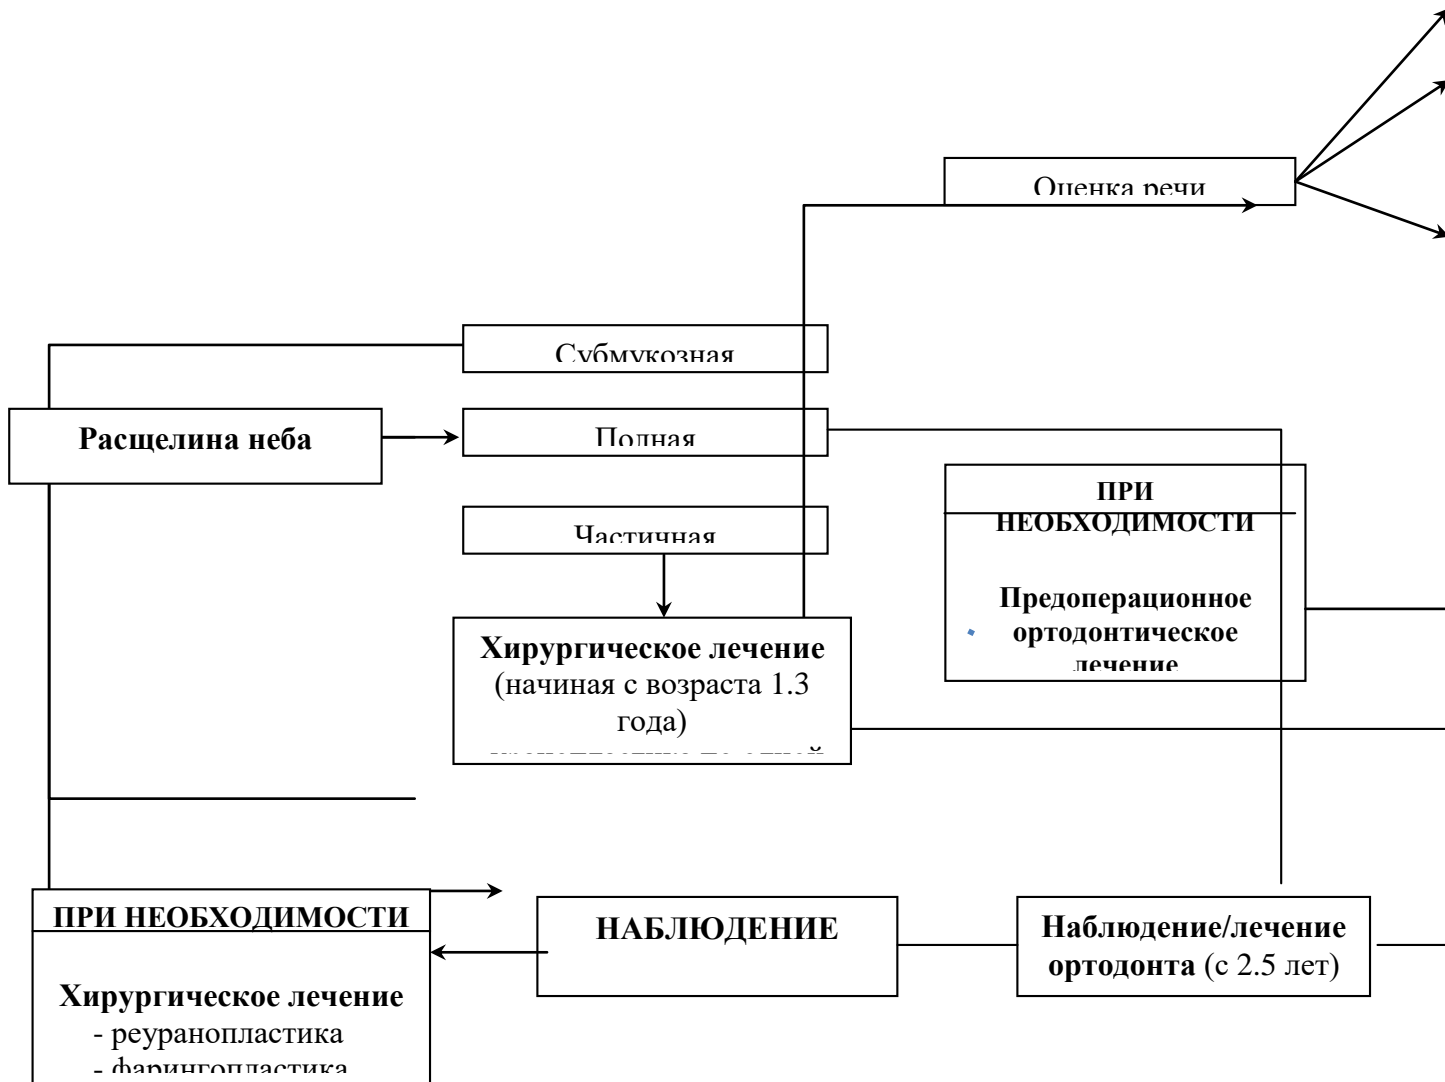 Оценка речи
Субмукозная
Расщелина неба
Полная
Частичная
ПРИ
НЕОБХОДИМОСТИ
Предоперационное
ортодонтическое
лечение
Хирургическое лечение
(начиная с возраста 1.3
года)
ПРИ НЕОБХОДИМОСТИ
Хирургическое лечение
- реуранопластика
- фарингопластика
НАБЛЮДЕНИЕ
Наблюдение/лечение
ортодонта (с 2.5 лет)